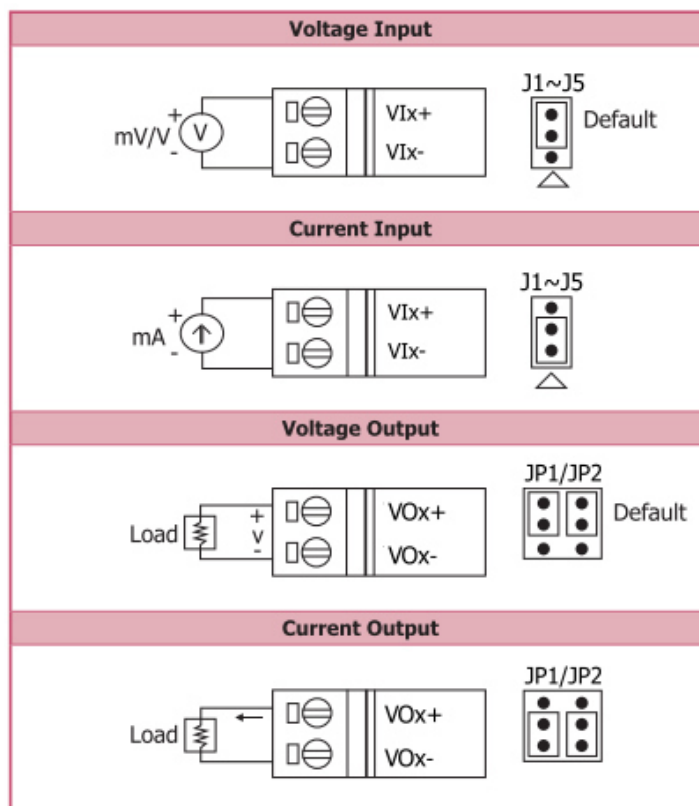 Voltage Input
J1~J5
+
mV/V
V
-
VIx+
VIx-
Default
Current Input
J1~J5
+
mA
-
VIx+
VIx-
Voltage Output
JP1/JP2
Load
+
V
-
VOx+
VOx-
Default
Current Output
JP1/JP2
Load
VOx+
VOx-